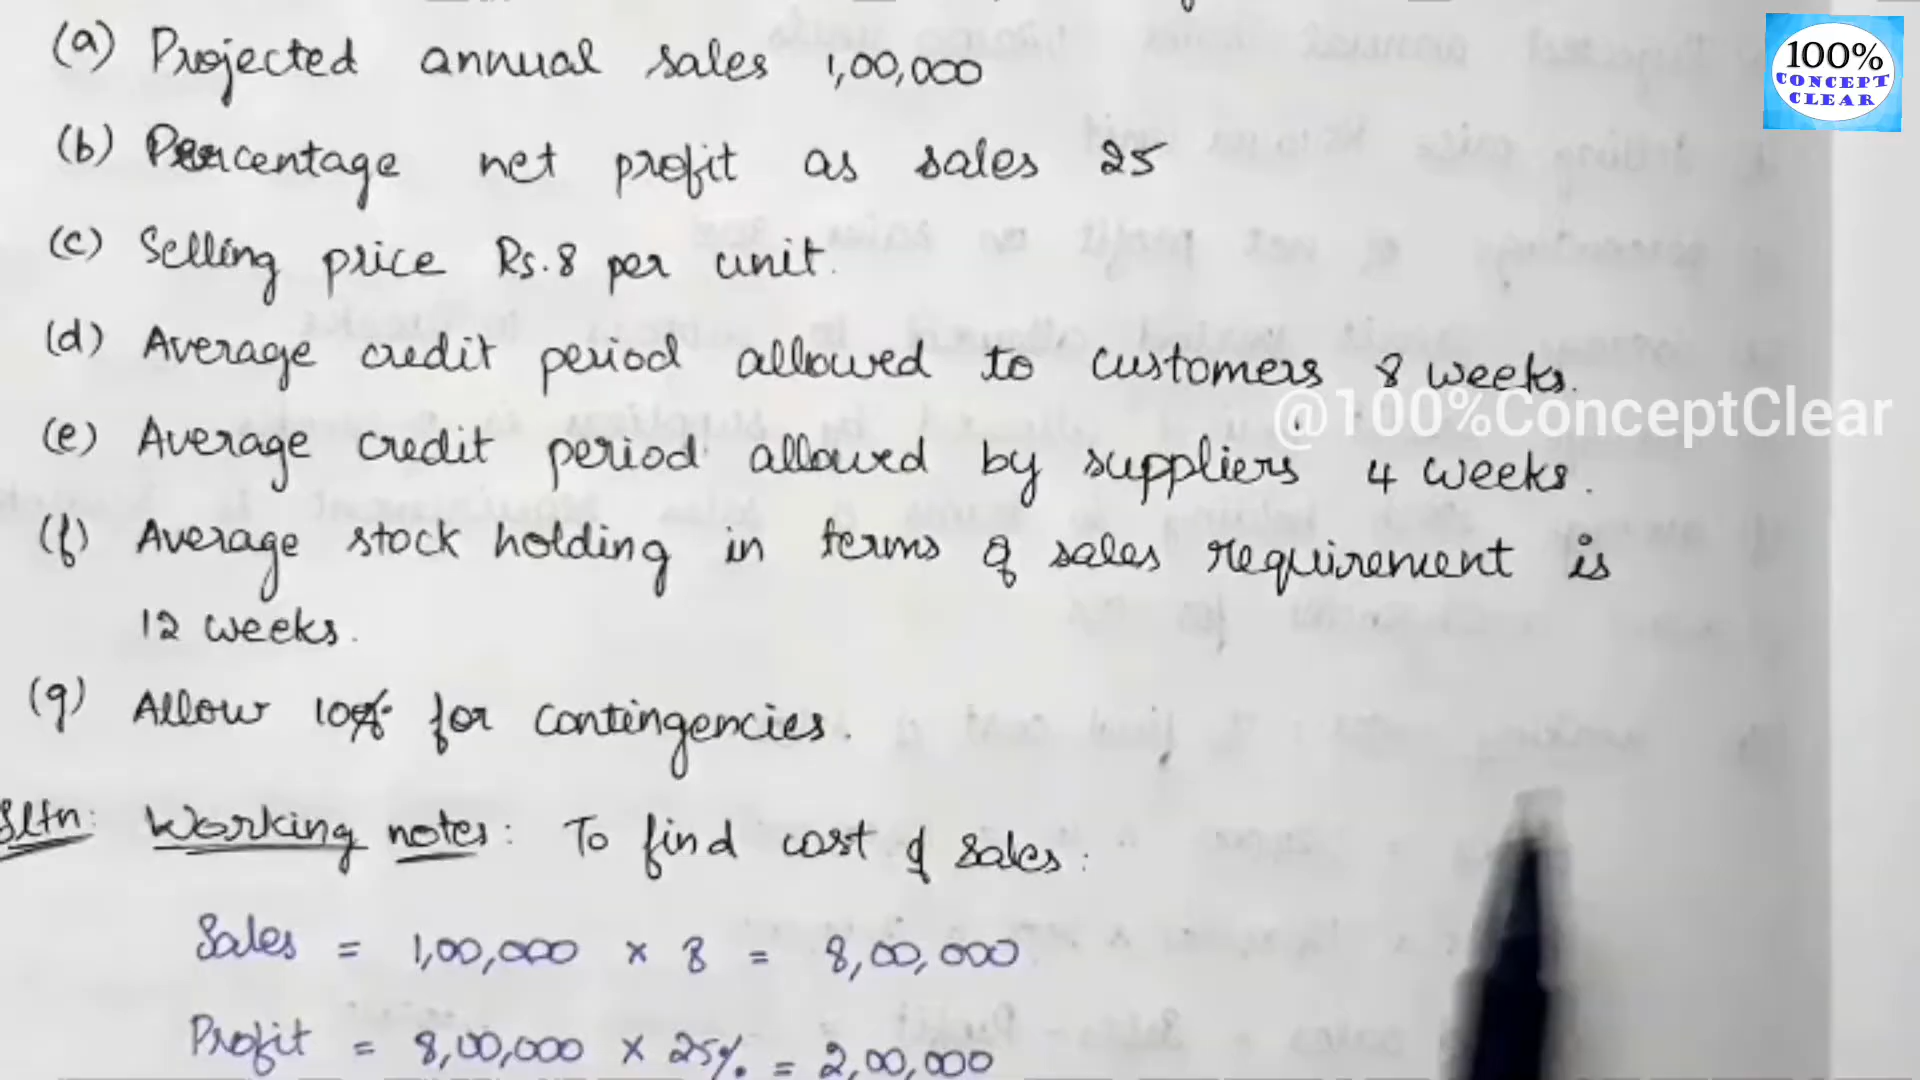 (a) Projected annual sales 1,00,000
(b) Percentage net profit as sales 25
(c) Selling price Rs. 8 per unit.
(d) Average credit period allowed to customers 8 weeks.
(e) Average credit period allowed by suppliers 4 weeks.
(f) Average stock holding in terms of sales requirement is
12 weeks.
(g) Allow 10% for contingencies.
Sltn: Working notes: To find cost of sales:
Sales = 1,00,000 × 8 = 8,00,000
Profit = 8,00,000 × 25% = 2,00,000
100%
CONCEPT
CLEAR
@100%ConceptClear